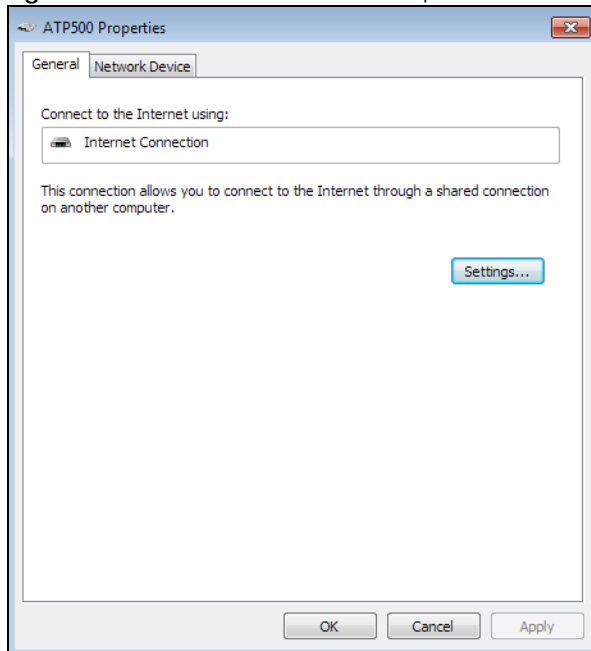 ATP500 Properties
General
Network Device
Connect to the Internet using:
Internet Connection
This connection allows you to connect to the Internet through a shared connection
on another computer.
Settings...
OK
Cancel
Apply